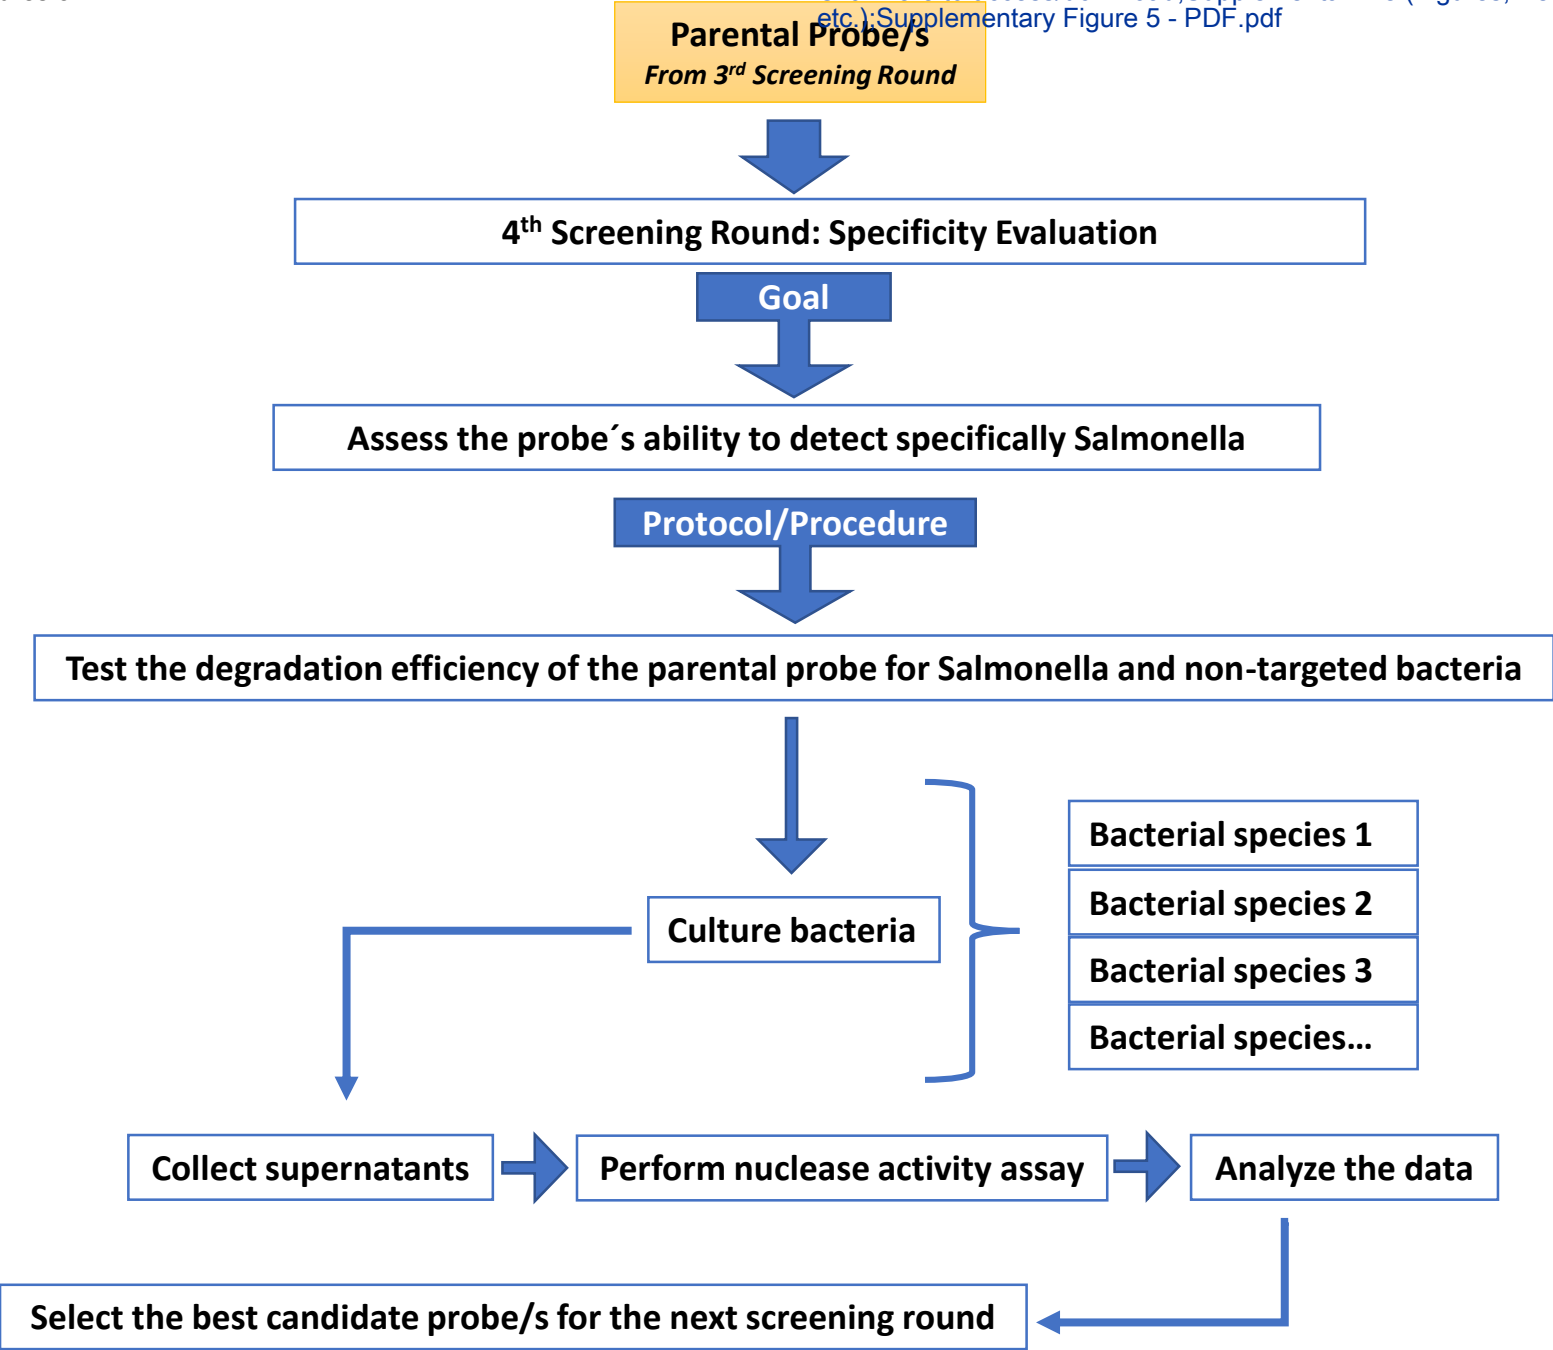 etc.);Supplementary Figure 5 - PDF.pdf
Parental Probe/s
From 3rd Screening Round
4th Screening Round: Specificity Evaluation
Goal
Assess the probe´s ability to detect specifically Salmonella
Protocol/Procedure
Test the degradation efficiency of the parental probe for Salmonella and non-targeted bacteria
Culture bacteria
Bacterial species 1
Bacterial species 2
Bacterial species 3
Bacterial species...
Collect supernatants
Perform nuclease activity assay
Analyze the data
Select the best candidate probe/s for the next screening round